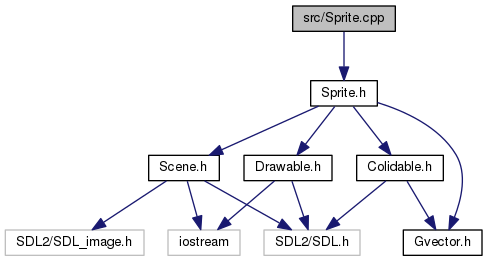 src/Sprite.cpp
Sprite.h
Scene.h
Drawable.h
Colidable.h
SDL2/SDL_image.h
iostream
SDL2/SDL.h
Gvector.h